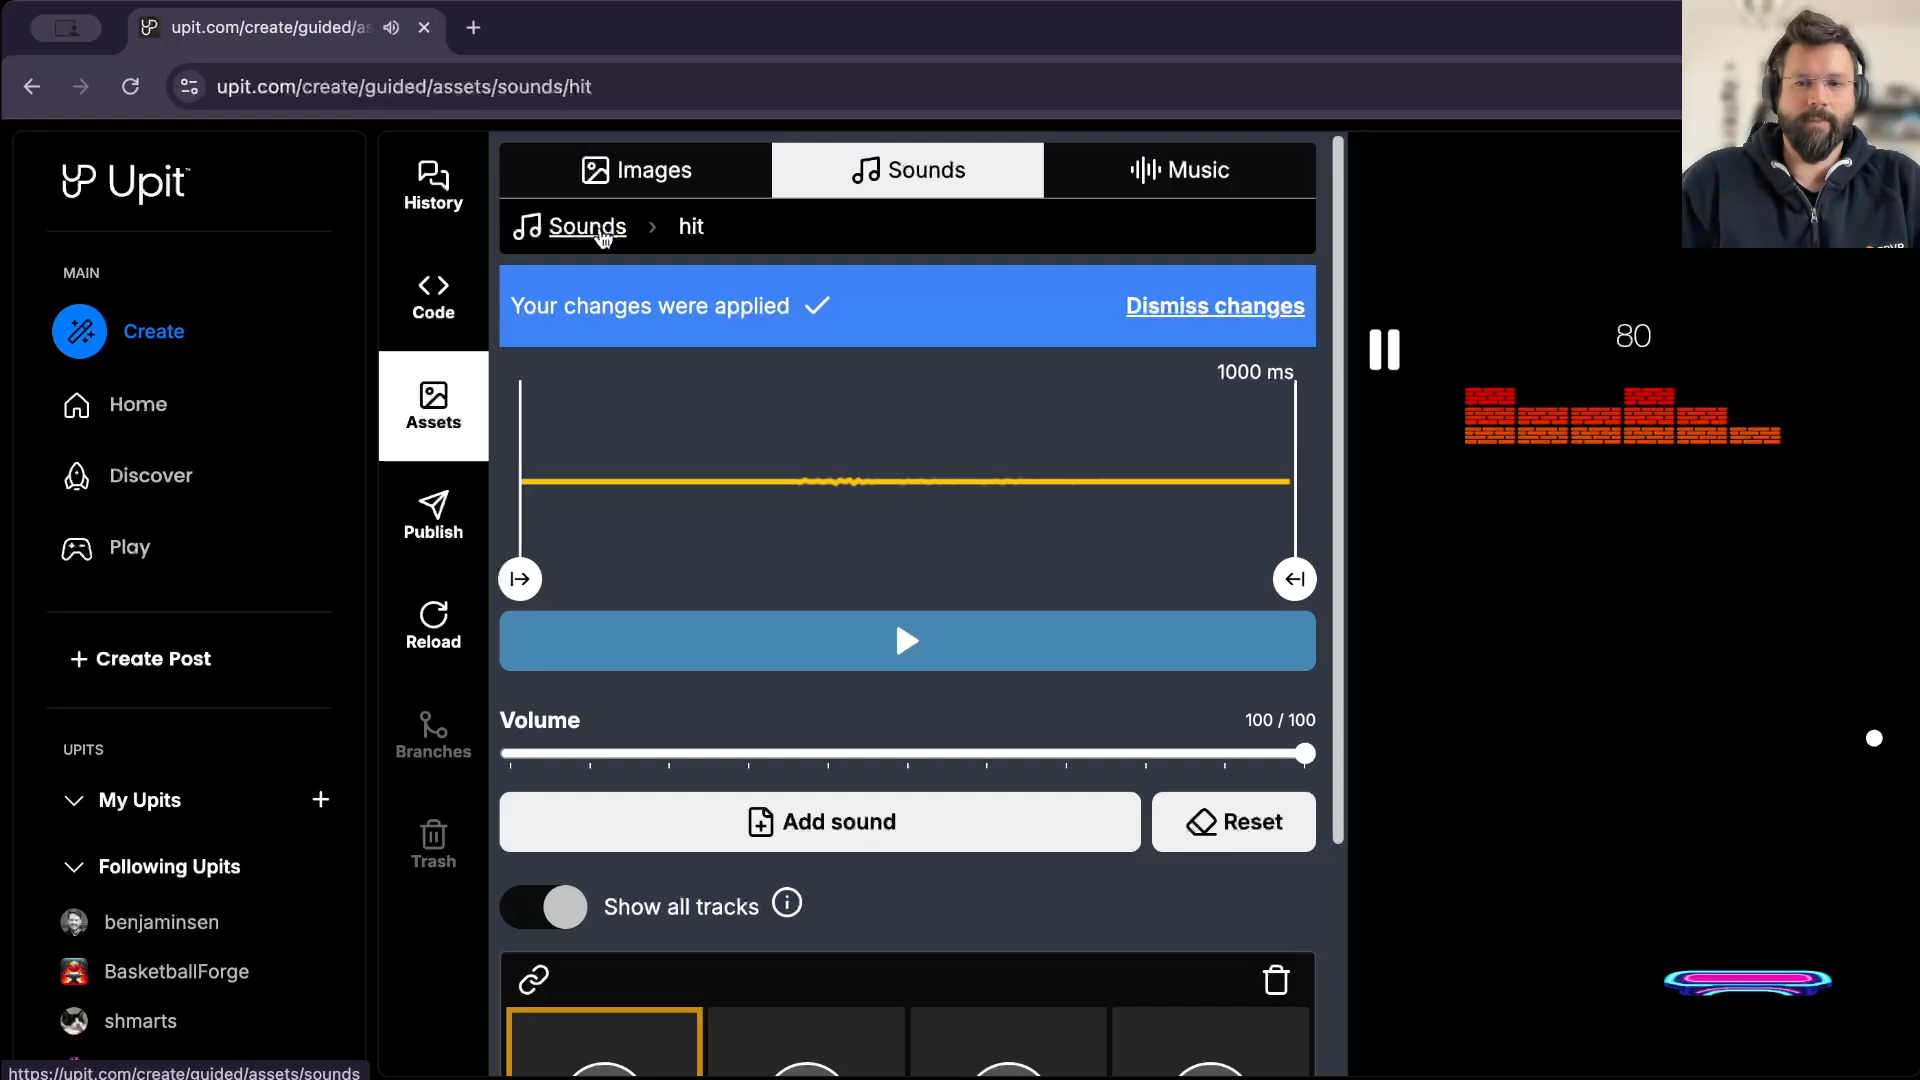 upit.com/create/guided/as
upit.com/create/guided/assets/sounds/hit
Upit™
MAIN
Create
Home
Discover
Play
+ Create Post
UPITS
My Upits
Following Upits
benjaminsen
BasketballForge
shmarts
https://upit.com/create/guided/assets/sounds
History
Code
Assets
Publish
Reload
Branches
Trash
Images
Sounds
Music
Sounds > hit
Your changes were applied
Dismiss changes
1000 ms
Volume
100 / 100
Add sound
Reset
Show all tracks
80